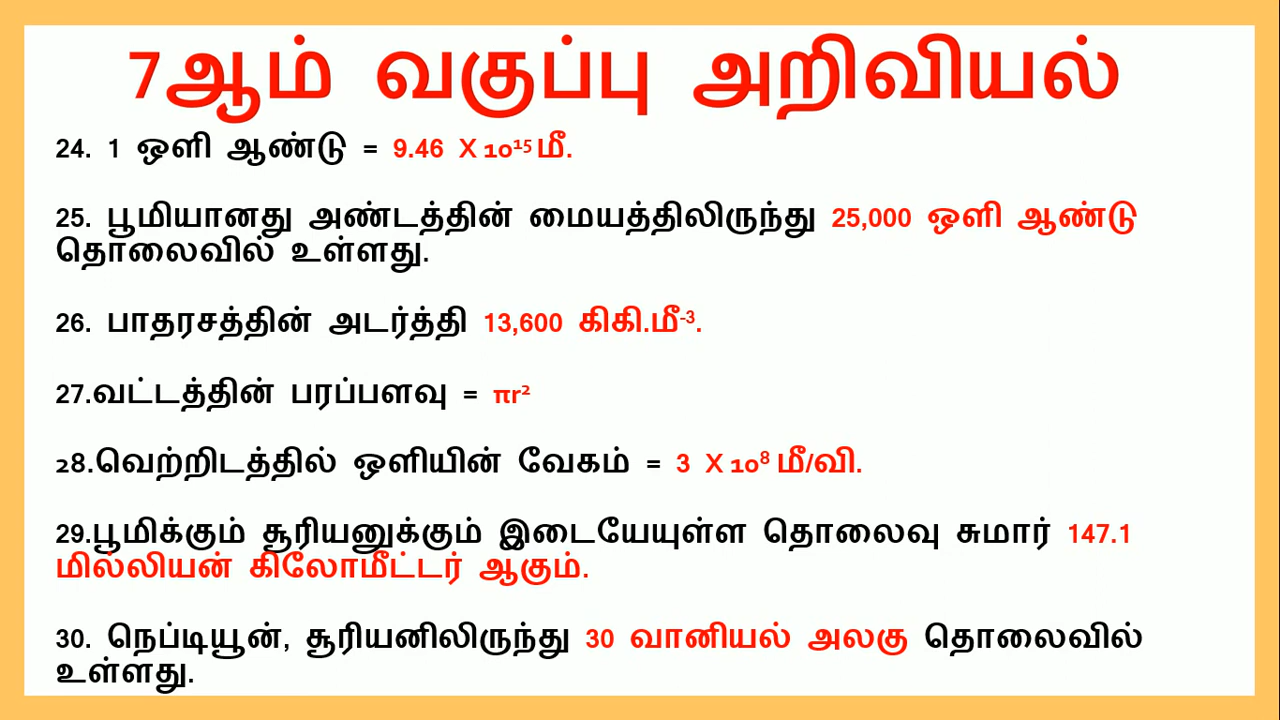 7ஆம் வகுப்பு அறிவியல்
24. 1 ஒளி ஆண்டு = 9.46 X 10¹⁵ மீ.
25. பூமியானது அண்டத்தின் மையத்திலிருந்து 25,000 ஒளி ஆண்டு
தொலைவில் உள்ளது.
26. பாதரசத்தின் அடர்த்தி 13,600 கிகி.மீ⁻³.
27.வட்டத்தின் பரப்பளவு = πr²
28.வெற்றிடத்தில் ஒளியின் வேகம் = 3 X 10⁸ மீ/வி.
29.பூமிக்கும் சூரியனுக்கும் இடையேயுள்ள தொலைவு சுமார் 147.1
மில்லியன் கிலோமீட்டர் ஆகும்.
30. நெப்டியூன், சூரியனிலிருந்து 30 வானியல் அலகு தொலைவில்
உள்ளது.